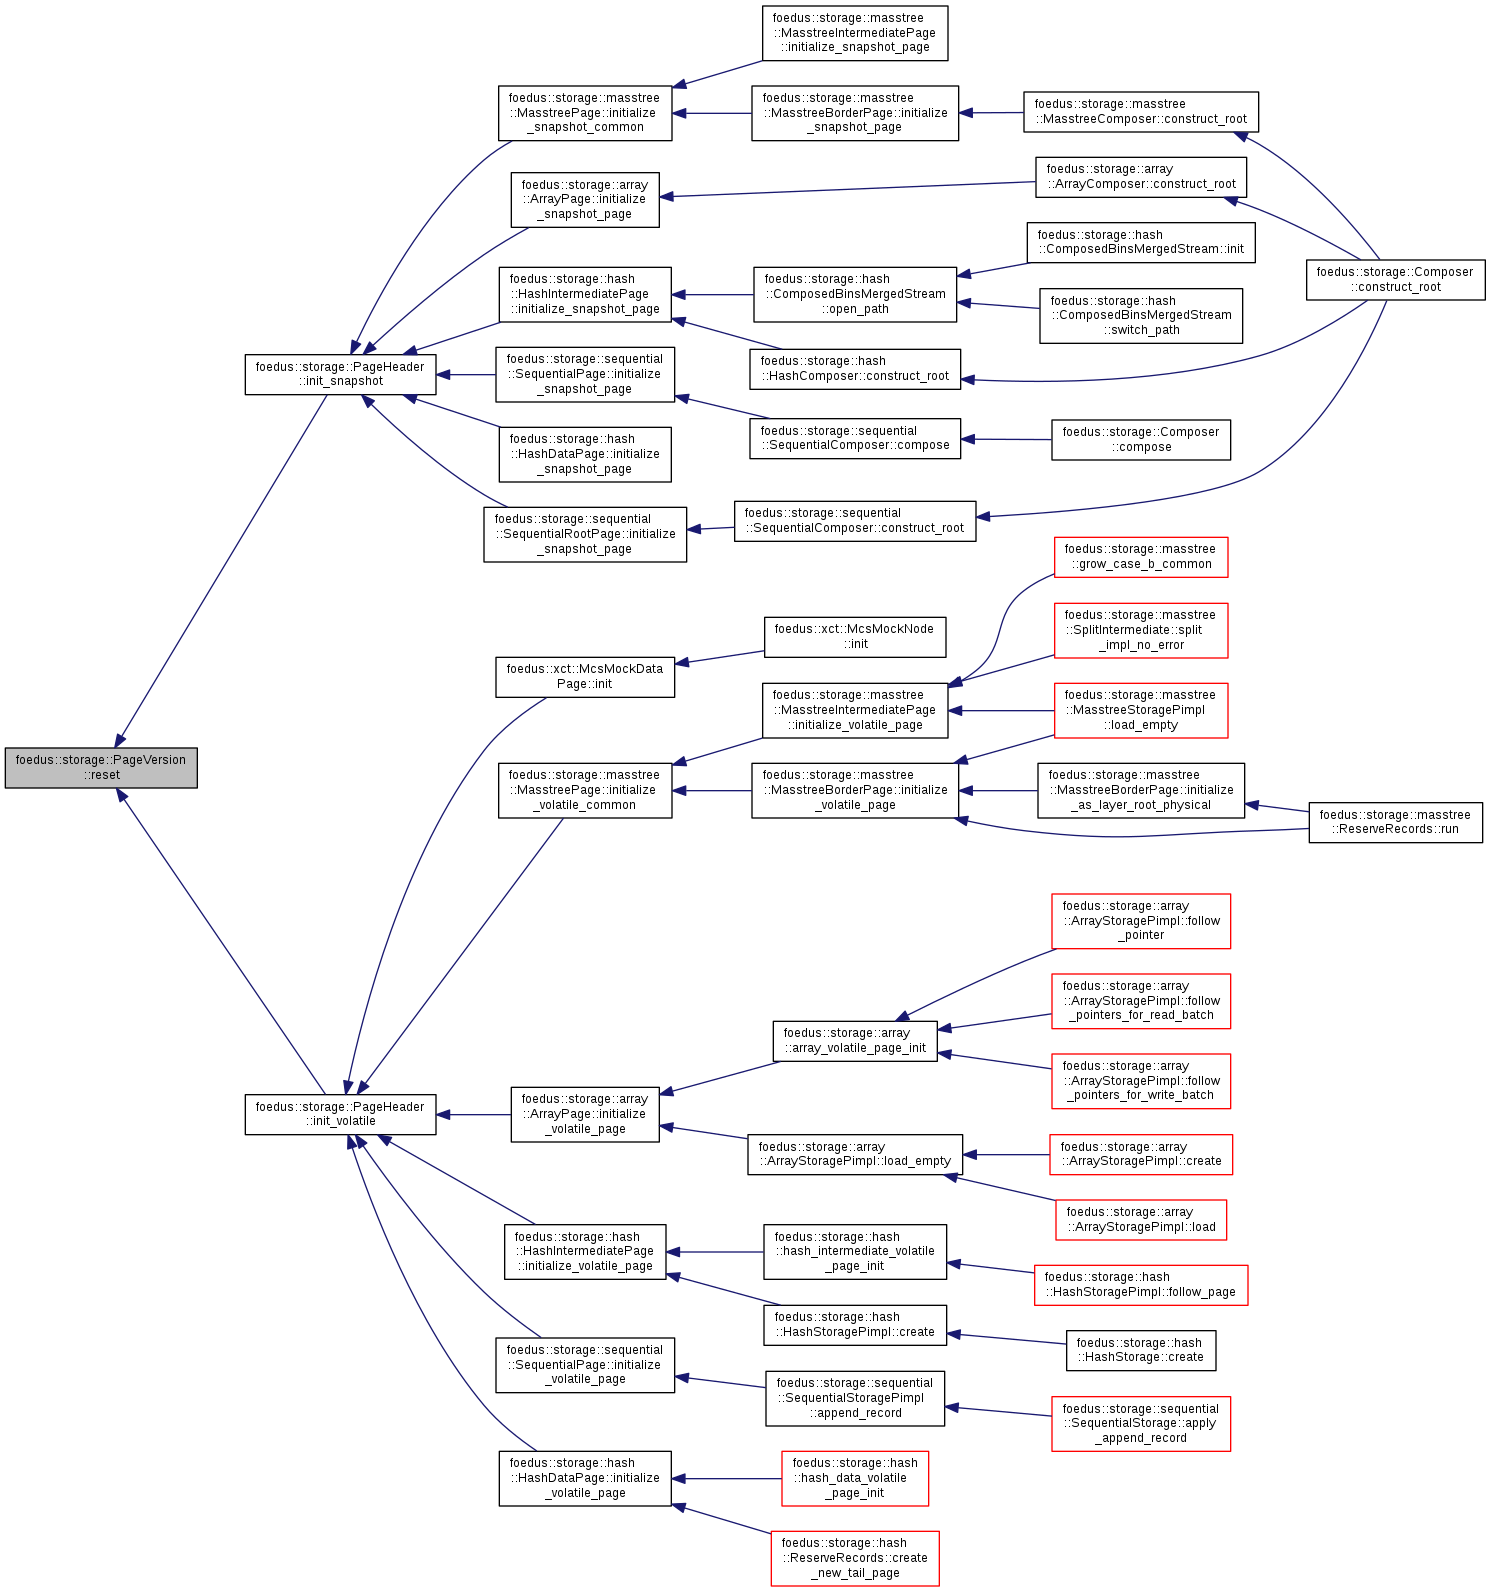 foedus::storage::masstree
::MasstreeIntermediatePage
::initialize_snapshot_page
foedus::storage::masstree
::MasstreePage::initialize
_snapshot_common
foedus::storage::masstree
::MasstreeBorderPage::initialize
_snapshot_page
foedus::storage::masstree
::MasstreeComposer::construct_root
foedus::storage::array
::ArrayPage::initialize
_snapshot_page
foedus::storage::array
::ArrayComposer::construct_root
foedus::storage::hash
::ComposedBinsMergedStream::init
foedus::storage::hash
::HashIntermediatePage
::initialize_snapshot_page
foedus::storage::hash
::ComposedBinsMergedStream
::open_path
foedus::storage::Composer
::construct_root
foedus::storage::hash
::ComposedBinsMergedStream
::switch_path
foedus::storage::PageHeader
::init_snapshot
foedus::storage::sequential
::SequentialPage::initialize
_snapshot_page
foedus::storage::hash
::HashComposer::construct_root
foedus::storage::sequential
::SequentialComposer::compose
foedus::storage::Composer
::compose
foedus::storage::hash
::HashDataPage::initialize
_snapshot_page
foedus::storage::sequential
::SequentialRootPage::initialize
_snapshot_page
foedus::storage::sequential
::SequentialComposer::construct_root
foedus::storage::masstree
::grow_case_b_common
foedus::storage::masstree
::SplitIntermediate::split
_impl_no_error
foedus::xct::McsMockNode
::init
foedus::xct::McsMockData
Page::init
foedus::storage::masstree
::MasstreeIntermediatePage
::initialize_volatile_page
foedus::storage::masstree
::MasstreeStoragePimpl
::load_empty
foedus::storage::PageVersion
::reset
foedus::storage::masstree
::MasstreePage::initialize
_volatile_common
foedus::storage::masstree
::MasstreeBorderPage::initialize
_volatile_page
foedus::storage::masstree
::MasstreeBorderPage::initialize
_as_layer_root_physical
foedus::storage::masstree
::ReserveRecords::run
foedus::storage::array
::ArrayStoragePimpl::follow
_pointer
foedus::storage::array
::ArrayStoragePimpl::follow
_pointers_for_read_batch
foedus::storage::array
::array_volatile_page_init
foedus::storage::array
::ArrayStoragePimpl::follow
_pointers_for_write_batch
foedus::storage::PageHeader
::init_volatile
foedus::storage::array
::ArrayPage::initialize
_volatile_page
foedus::storage::array
::ArrayStoragePimpl::load_empty
foedus::storage::array
::ArrayStoragePimpl::create
foedus::storage::array
::ArrayStoragePimpl::load
foedus::storage::hash
::HashIntermediatePage
::initialize_volatile_page
foedus::storage::hash
::hash_intermediate_volatile
_page_init
foedus::storage::hash
::HashStoragePimpl::follow_page
foedus::storage::hash
::HashStoragePimpl::create
foedus::storage::hash
::HashStorage::create
foedus::storage::sequential
::SequentialPage::initialize
_volatile_page
foedus::storage::sequential
::SequentialStoragePimpl
::append_record
foedus::storage::sequential
::SequentialStorage::apply
_append_record
foedus::storage::hash
::HashDataPage::initialize
_volatile_page
foedus::storage::hash
::hash_data_volatile
_page_init
foedus::storage::hash
::ReserveRecords::create
_new_tail_page